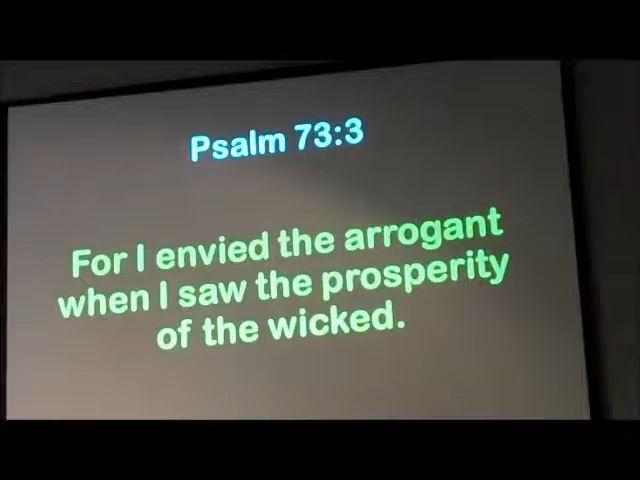 Psalm 73:3
For I envied the arrogant
when I saw the prosperity
of the wicked.